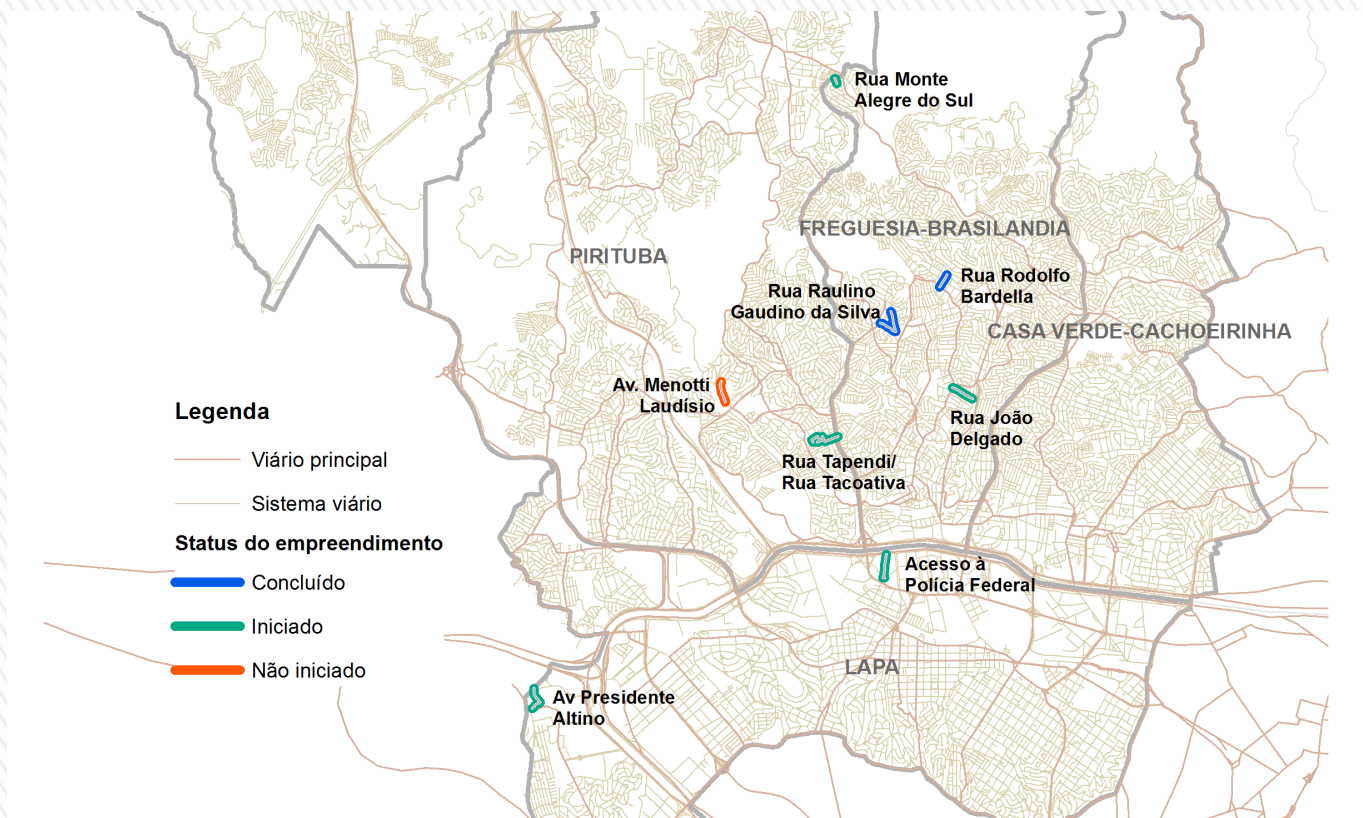 Rua Monte
Alegre do Sul
FREGUESIA-BRASILANDIA
PIRITUBA
Rua Rodolfo
Bardella
Rua Raulino
Gaudino da Silva
CASA VERDE-CACHOEIRINHA
Av. Menotti
Laudísio
Rua João
Delgado
Rua Tapendi/
Rua Tacoativa
Acesso à
Polícia Federal
LAPA
Av Presidente
Altino
Legenda
Viário principal
Sistema viário
Status do empreendimento
Concluído
Iniciado
Não iniciado